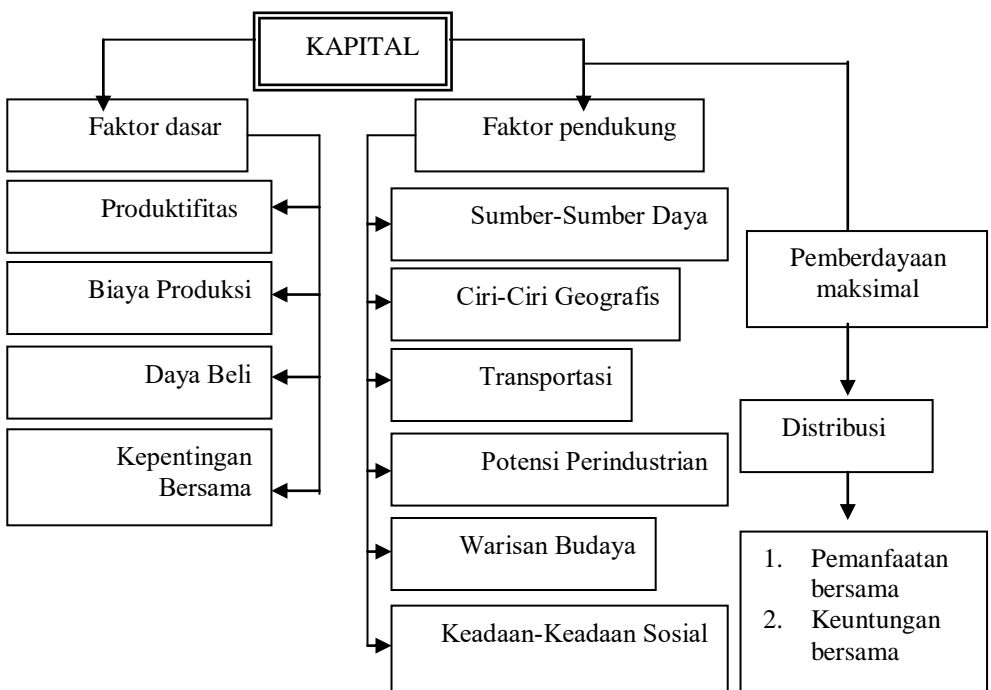 KAPITAL
Faktor dasar
Produktifitas
Biaya Produksi
Daya Beli
Kepentingan
Bersama
Faktor pendukung
Sumber-Sumber Daya
Ciri-Ciri Geografis
Transportasi
Potensi Perindustrian
Warisan Budaya
Keadaan-Keadaan Sosial
Pemberdayaan
maksimal
Distribusi
1. Pemanfaatan
bersama
2. Keuntungan
bersama